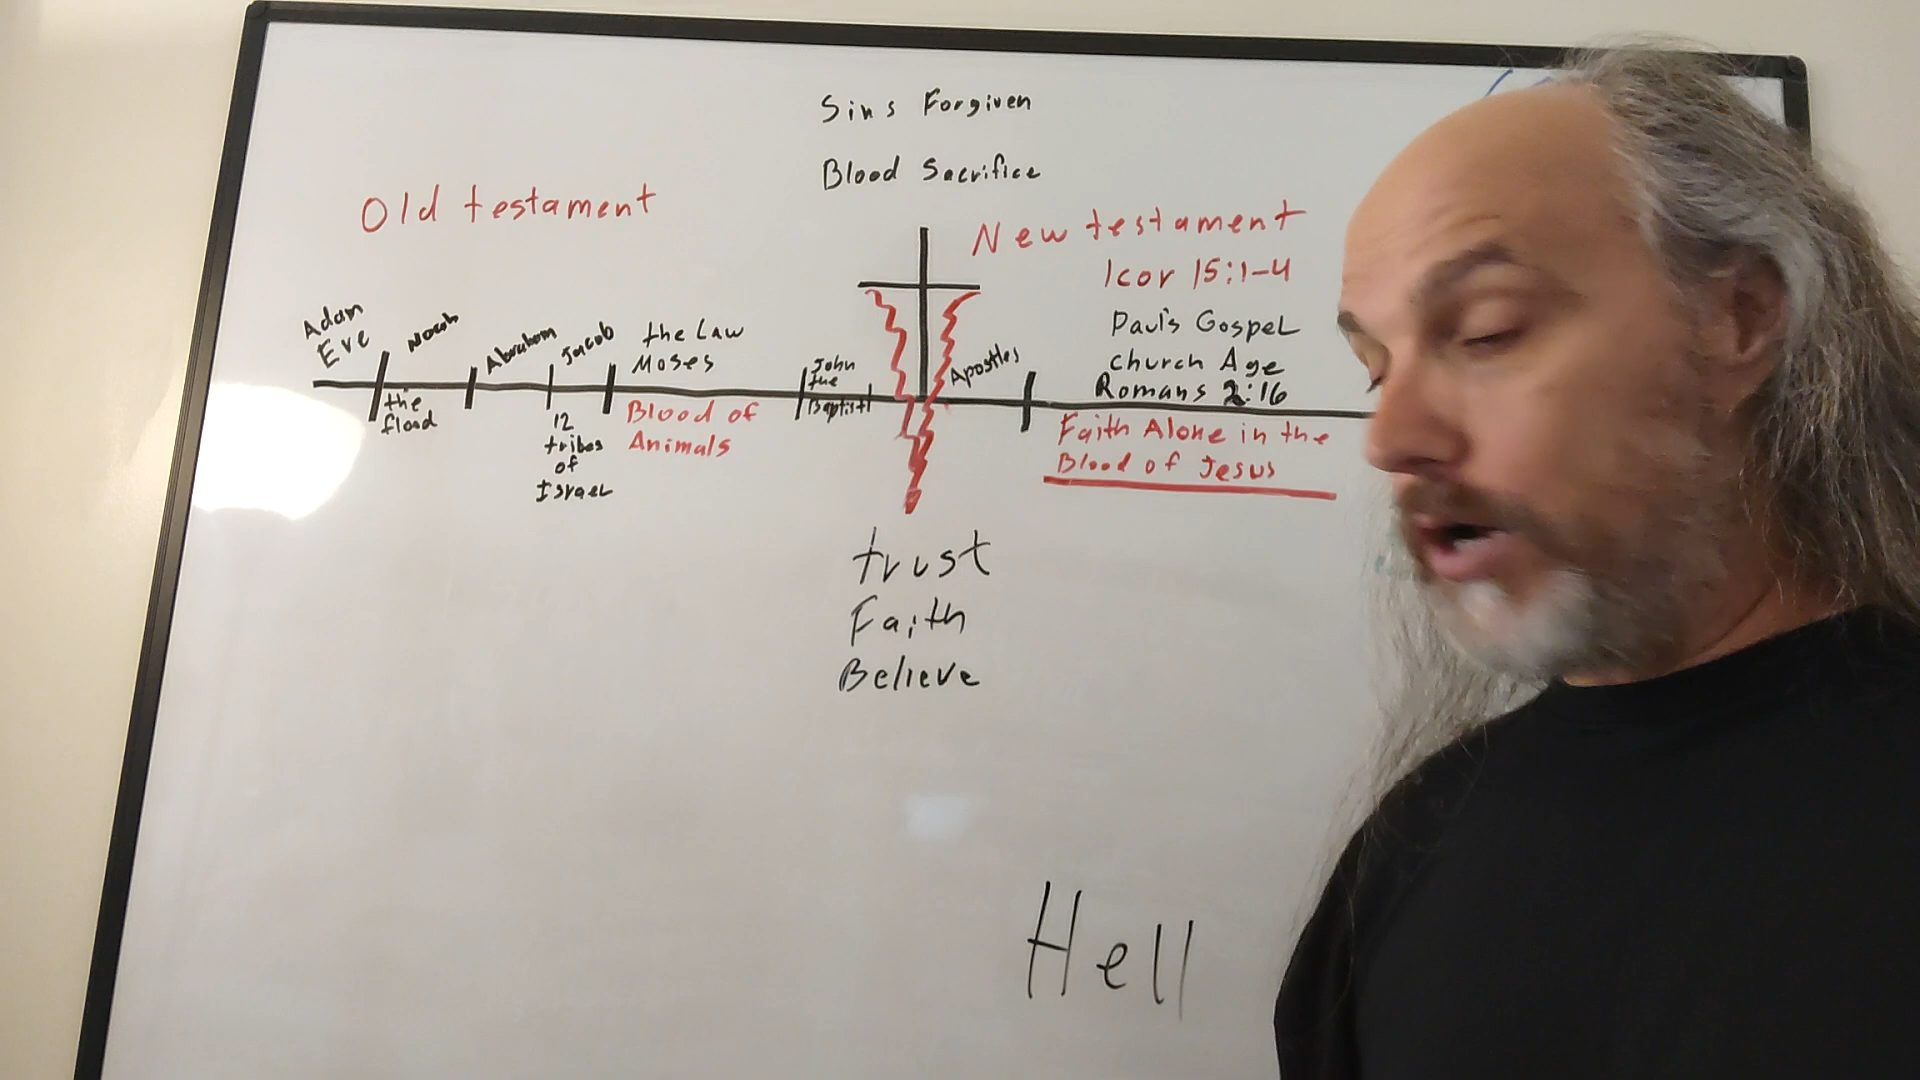 Sins Forgiven
Blood Sacrifice
Old testament
New testament
1cor 15:1-4
Paul's Gospel
church Age
Romans 2:16
Faith Alone in the
Blood of Jesus
Adam
Eve
Noah
the
flood
Abraham
Jacob
12
tribes
of
Israel
the Law
Moses
Blood of
Animals
John
the
Baptist
Apostles
trust
Faith
Believe
Hell